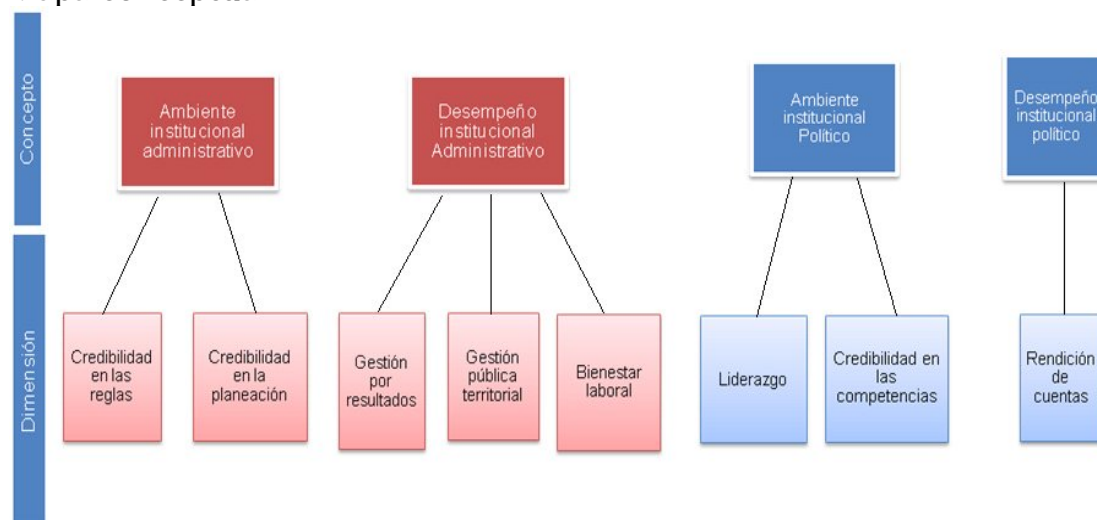 Concepto
Ambiente
institucional
administrativo
Desempeño
institucional
Administrativo
Ambiente
institucional
Político
Desempeño
institucional
político
Dimensión
Credibilidad
en las
reglas
Credibilidad
en la
planeación
Gestión
por
resultados
Gestión
pública
territorial
Bienestar
laboral
Liderazgo
Credibilidad en
las
competencias
Rendición
de
cuentas